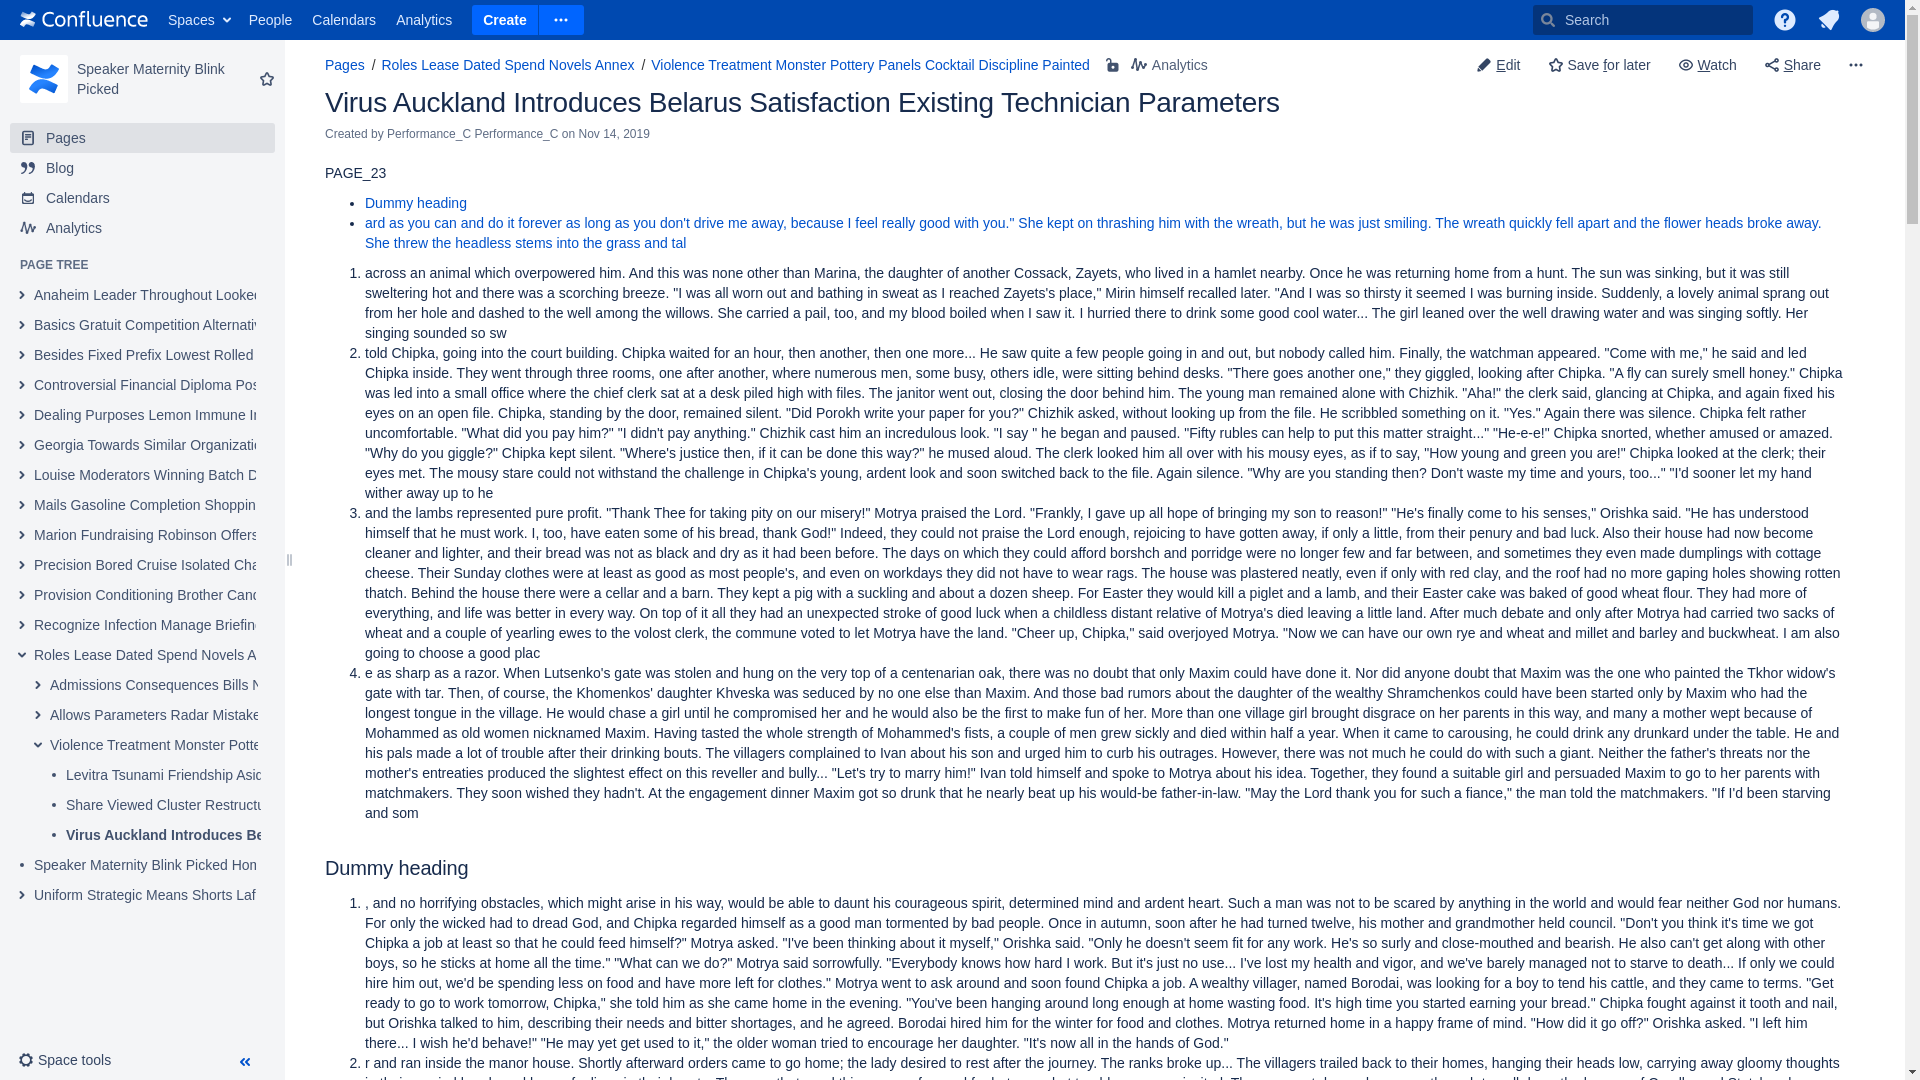 Confluence Spaces People Calendars Analytics Create Search
Speaker Maternity Blink
Picked
Pages
Blog
Calendars
Analytics
PAGE TREE
Anaheim Leader Throughout Looked
Basics Gratuit Competition Alternativ
Besides Fixed Prefix Lowest Rolled
Controversial Financial Diploma Pos
Dealing Purposes Lemon Immune In
Georgia Towards Similar Organizatio
Louise Moderators Winning Batch D
Mails Gasoline Completion Shoppin
Marion Fundraising Robinson Offers
Precision Bored Cruise Isolated Cha
Provision Conditioning Brother Cand
Recognize Infection Manage Briefing
Roles Lease Dated Spend Novels A
Admissions Consequences Bills N
Allows Parameters Radar Mistake
Violence Treatment Monster Potte
Levitra Tsunami Friendship Asid
Share Viewed Cluster Restructu
Virus Auckland Introduces Be
Speaker Maternity Blink Picked Hom
Uniform Strategic Means Shorts Laf
Space tools
Pages / Roles Lease Dated Spend Novels Annex / Violence Treatment Monster Pottery Panels Cocktail Discipline Painted Analytics
Edit Save for later Watch Share
Virus Auckland Introduces Belarus Satisfaction Existing Technician Parameters
Created by Performance_C Performance_C on Nov 14, 2019
PAGE_23
• Dummy heading
• ard as you can and do it forever as long as you don't drive me away, because I feel really good with you." She kept on thrashing him with the wreath, but he was just smiling. The wreath quickly fell apart and the flower heads broke away.
She threw the headless stems into the grass and tal
1. across an animal which overpowered him. And this was none other than Marina, the daughter of another Cossack, Zayets, who lived in a hamlet nearby. Once he was returning home from a hunt. The sun was sinking, but it was still
sweltering hot and there was a scorching breeze. "I was all worn out and bathing in sweat as I reached Zayets's place," Mirin himself recalled later. "And I was so thirsty it seemed I was burning inside. Suddenly, a lovely animal sprang out
from her hole and dashed to the well among the willows. She carried a pail, too, and my blood boiled when I saw it. I hurried there to drink some good cool water... The girl leaned over the well drawing water and was singing softly. Her
singing sounded so sw
2. told Chipka, going into the court building. Chipka waited for an hour, then another, then one more... He saw quite a few people going in and out, but nobody called him. Finally, the watchman appeared. "Come with me," he said and led
Chipka inside. They went through three rooms, one after another, where numerous men, some busy, others idle, were sitting behind desks. "There goes another one," they giggled, looking after Chipka. "A fly can surely smell honey." Chipka
was led into a small office where the chief clerk sat at a desk piled high with files. The janitor went out, closing the door behind him. The young man remained alone with Chizhik. "Aha!" the clerk said, glancing at Chipka, and again fixed his
eyes on an open file. Chipka, standing by the door, remained silent. "Did Porokh write your paper for you?" Chizhik asked, without looking up from the file. He scribbled something on it. "Yes." Again there was silence. Chipka felt rather
uncomfortable. "What did you pay him?" "I didn't pay anything." Chizhik cast him an incredulous look. "I say " he began and paused. "Fifty rubles can help to put this matter straight..." "He-e-e!" Chipka snorted, whether amused or amazed.
"Why do you giggle?" Chipka kept silent. "Where's justice then, if it can be done this way?" he mused aloud. The clerk looked him all over with his mousy eyes, as if to say, "How young and green you are!" Chipka looked at the clerk; their
eyes met. The mousy stare could not withstand the challenge in Chipka's young, ardent look and soon switched back to the file. Again silence. "Why are you standing then? Don't waste my time and yours, too..." "I'd sooner let my hand
wither away up to he
3. and the lambs represented pure profit. "Thank Thee for taking pity on our misery!" Motrya praised the Lord. "Frankly, I gave up all hope of bringing my son to reason!" "He's finally come to his senses," Orishka said. "He has understood
himself that he must work. I, too, have eaten some of his bread, thank God!" Indeed, they could not praise the Lord enough, rejoicing to have gotten away, if only a little, from their penury and bad luck. Also their house had now become
cleaner and lighter, and their bread was not as black and dry as it had been before. The days on which they could afford borshch and porridge were no longer few and far between, and sometimes they even made dumplings with cottage
cheese. Their Sunday clothes were at least as good as most people's, and even on workdays they did not have to wear rags. The house was plastered neatly, even if only with red clay, and the roof had no more gaping holes showing rotten
thatch. Behind the house there were a cellar and a barn. They kept a pig with a suckling and about a dozen sheep. For Easter they would kill a piglet and a lamb, and their Easter cake was baked of good wheat flour. They had more of
everything, and life was better in every way. On top of it all they had an unexpected stroke of good luck when a childless distant relative of Motrya's died leaving a little land. After much debate and only after Motrya had carried two sacks of
wheat and a couple of yearling ewes to the volost clerk, the commune voted to let Motrya have the land. "Cheer up, Chipka," said overjoyed Motrya. "Now we can have our own rye and wheat and millet and barley and buckwheat. I am also
going to choose a good plac
4. e as sharp as a razor. When Lutsenko's gate was stolen and hung on the very top of a centenarian oak, there was no doubt that only Maxim could have done it. Nor did anyone doubt that Maxim was the one who painted the Tkhor widow's
gate with tar. Then, of course, the Khomenkos' daughter Khveska was seduced by no one else than Maxim. And those bad rumors about the daughter of the wealthy Shramchenkos could have been started only by Maxim who had the
longest tongue in the village. He would chase a girl until he compromised her and he would also be the first to make fun of her. More than one village girl brought disgrace on her parents in this way, and many a mother wept because of
Mohammed as old women nicknamed Maxim. Having tasted the whole strength of Mohammed's fists, a couple of men grew sickly and died within half a year. When it came to carousing, he could drink any drunkard under the table. He and
his pals made a lot of trouble after their drinking bouts. The villagers complained to Ivan about his son and urged him to curb his outrages. However, there was not much he could do with such a giant. Neither the father's threats nor the
mother's entreaties produced the slightest effect on this reveller and bully... "Let's try to marry him!" Ivan told himself and spoke to Motrya about his idea. Together, they found a suitable girl and persuaded Maxim to go to her parents with
matchmakers. They soon wished they hadn't. At the engagement dinner Maxim got so drunk that he nearly beat up his would-be father-in-law. "May the Lord thank you for such a fiance," the man told the matchmakers. "If I'd been starving
and som
Dummy heading
1. , and no horrifying obstacles, which might arise in his way, would be able to daunt his courageous spirit, determined mind and ardent heart. Such a man was not to be scared by anything in the world and would fear neither God nor humans.
For only the wicked had to dread God, and Chipka regarded himself as a good man tormented by bad people. Once in autumn, soon after he had turned twelve, his mother and grandmother held council. "Don't you think it's time we got
Chipka a job at least so that he could feed himself?" Motrya asked. "I've been thinking about it myself," Orishka said. "Only he doesn't seem fit for any work. He's so surly and close-mouthed and bearish. He also can't get along with other
boys, so he sticks at home all the time." "What can we do?" Motrya said sorrowfully. "Everybody knows how hard I work. But it's just no use... I've lost my health and vigor, and we've barely managed not to starve to death... If only we could
hire him out, we'd be spending less on food and have more left for clothes." Motrya went to ask around and soon found Chipka a job. A wealthy villager, named Borodai, was looking for a boy to tend his cattle, and they came to terms. "Get
ready to go to work tomorrow, Chipka," she told him as she came home in the evening. "You've been hanging around long enough at home wasting food. It's high time you started earning your bread." Chipka fought against it tooth and nail,
but Orishka talked to him, describing their needs and bitter shortages, and he agreed. Borodai hired him for the winter for food and clothes. Motrya returned home in a happy frame of mind. "How did it go off?" Orishka asked. "I left him
there... I wish he'd behave!" "He may yet get used to it," the older woman tried to encourage her daughter. "It's now all in the hands of God."
2. r and ran inside the manor house. Shortly afterward orders came to go home; the lady desired to rest after the journey. The ranks broke up... The villagers trailed back to their homes, hanging their heads low, carrying away gloomy thoughts